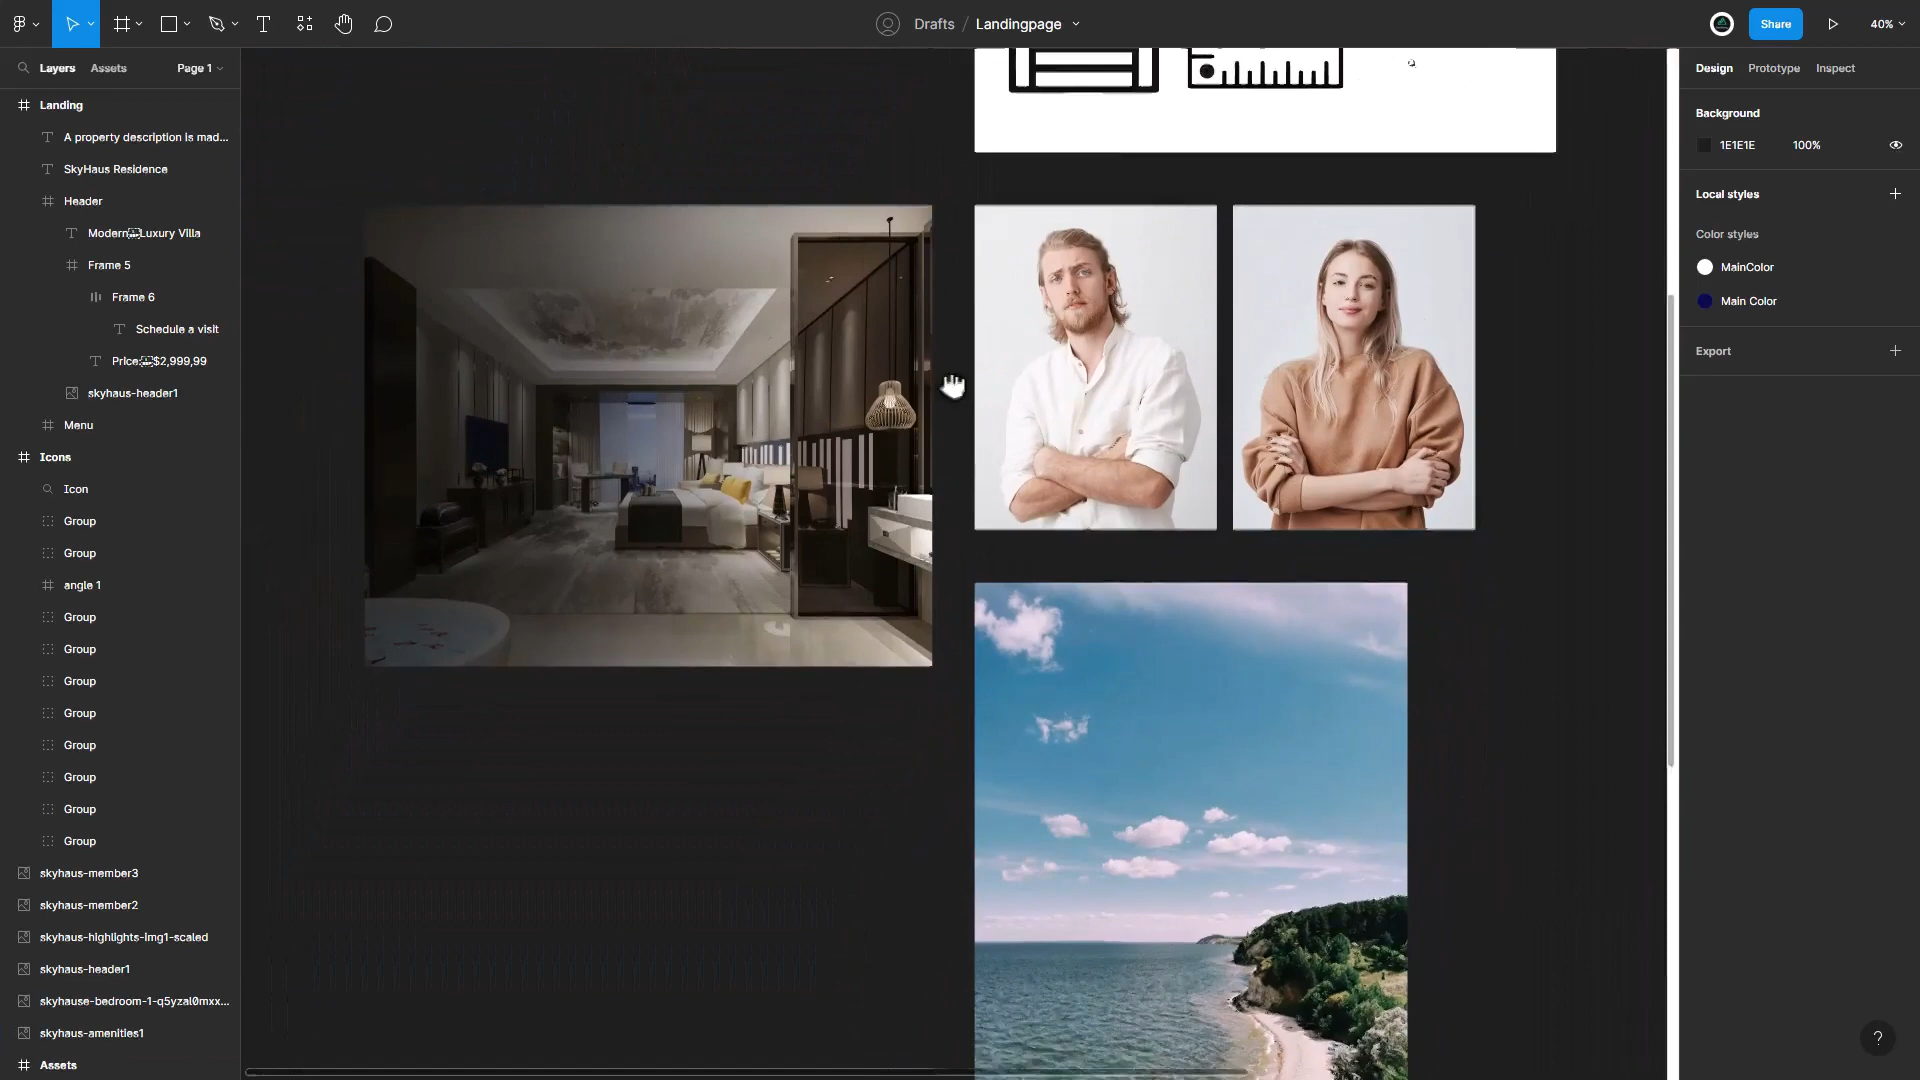 Drafts / Landingpage
Share
40%
Layers
Assets
Page 1
Design
Prototype
Inspect
Landing
A property description is mad...
SkyHaus Residence
Header
Modern Luxury Villa
Frame 5
Frame 6
Schedule a visit
Price: $2,999,99
skyhaus-header1
Menu
Icons
Icon
Group
Group
angle 1
Group
Group
Group
Group
Group
Group
Group
Group
skyhaus-member3
skyhaus-member2
skyhaus-highlights-img1-scaled
skyhaus-header1
skyhause-bedroom-1-q5yzal0mxx...
skyhaus-amenities1
Assets
Background
1E1E1E
100%
Local styles
Color styles
MainColor
Main Color
Export
?